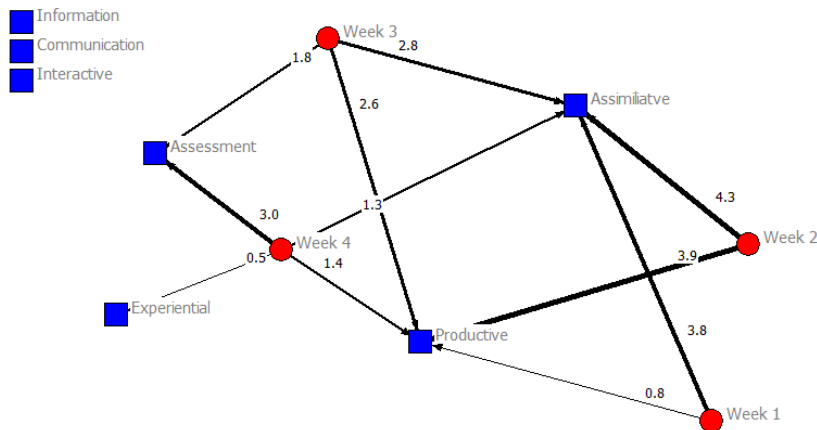 Information
Communication
Interactive
Week 3
1.8
2.8
2.6
Assimiliatve
Assessment
1.3
4.3
3.0
Week 4
Week 2
0.5
1.4
3.9
Experiential
Productive
3.8
0.8
Week 1